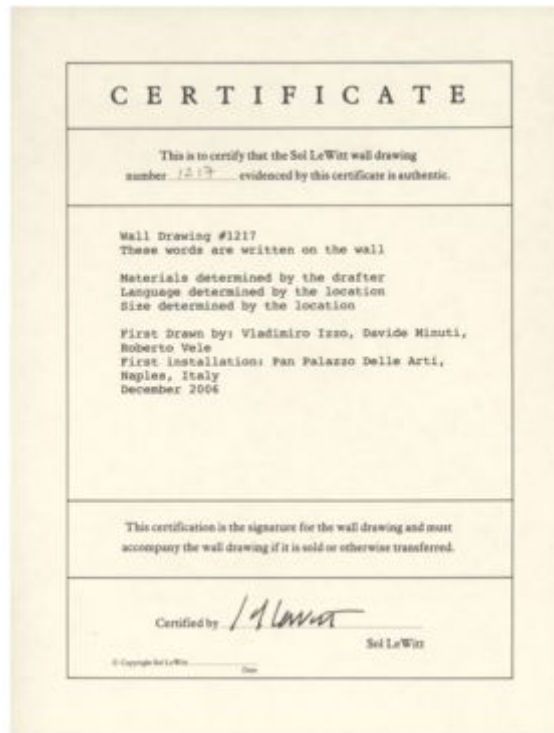 CERTIFICATE
This is to certify that the Sol LeWitt wall drawing
number 1217 evidenced by this certificate is authentic.
Wall Drawing #1217
These words are written on the wall
Materials determined by the drafter
Language determined by the location
Size determined by the location
First Drawn by: Vladimiro Izzo, Davide Minuti,
Roberto Vele
First installation: Pan Palazzo Delle Arti,
Naples, Italy
December 2006
This certification is the signature for the wall drawing and must
accompany the wall drawing if it is sold or otherwise transferred.
Certified by S LeWitt
Sol LeWitt
© Copyright Sol LeWitt
Date